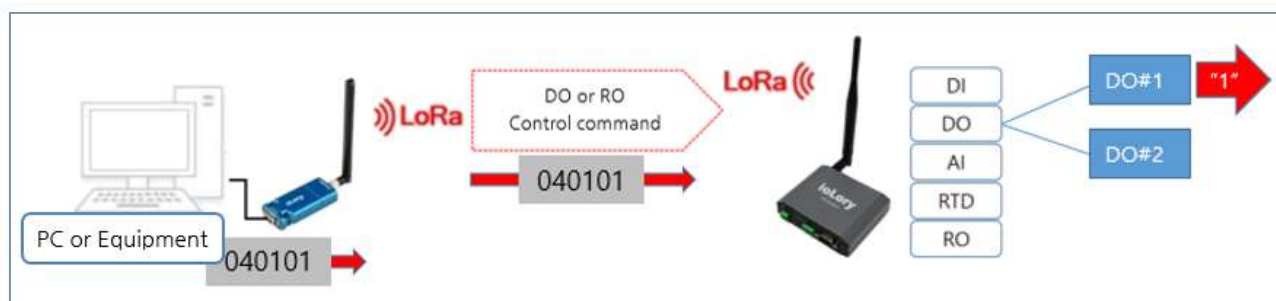 PC or Equipment
040101
LoRa
DO or RO
Control command
040101
LoRa
ioLory
DI
DO
AI
RTD
RO
DO#1
"1"
DO#2